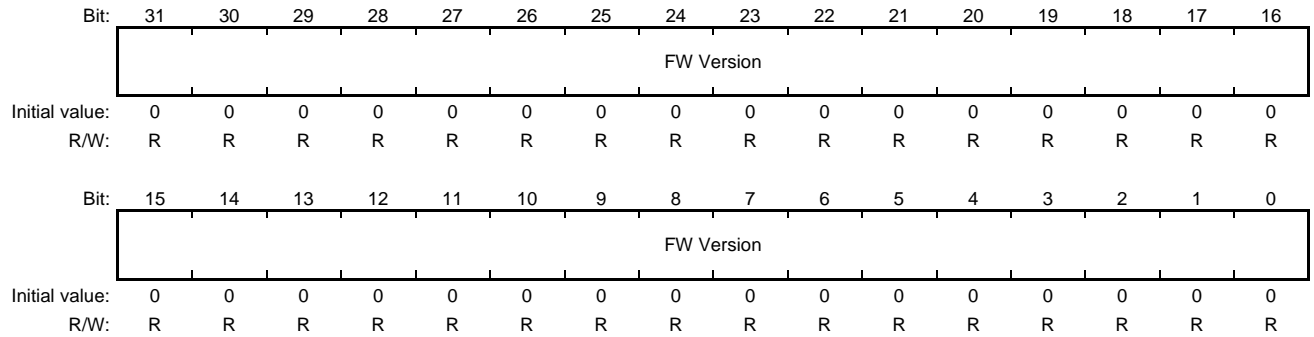 Bit: 31 30 29 28 27 26 25 24 23 22 21 20 19 18 17 16
FW Version
Initial value: 0 0 0 0 0 0 0 0 0 0 0 0 0 0 0 0
R/W: R R R R R R R R R R R R R R R R
Bit: 15 14 13 12 11 10 9 8 7 6 5 4 3 2 1 0
FW Version
Initial value: 0 0 0 0 0 0 0 0 0 0 0 0 0 0 0 0
R/W: R R R R R R R R R R R R R R R R